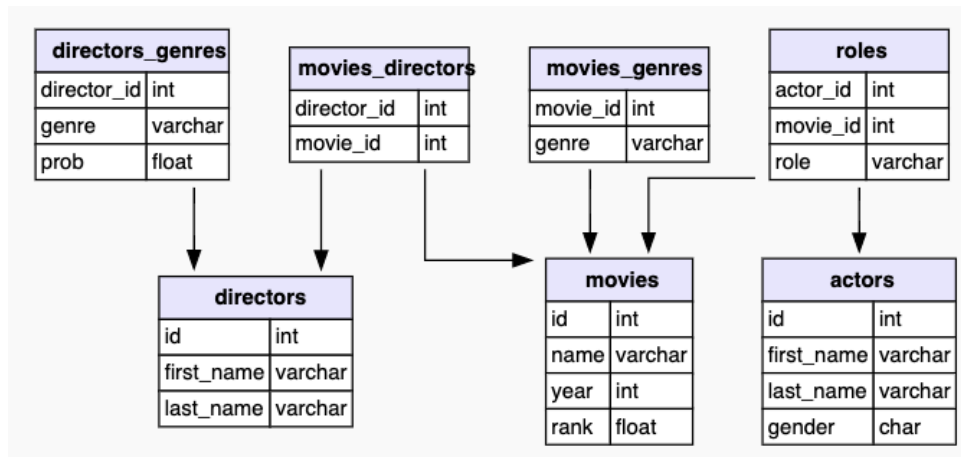 directors_genres
director_id int
genre varchar
prob float
movies_directors
director_id int
movie_id int
movies_genres
movie_id int
genre varchar
roles
actor_id int
movie_id int
role varchar
directors
id int
first_name varchar
last_name varchar
movies
id int
name varchar
year int
rank float
actors
id int
first_name varchar
last_name varchar
gender char